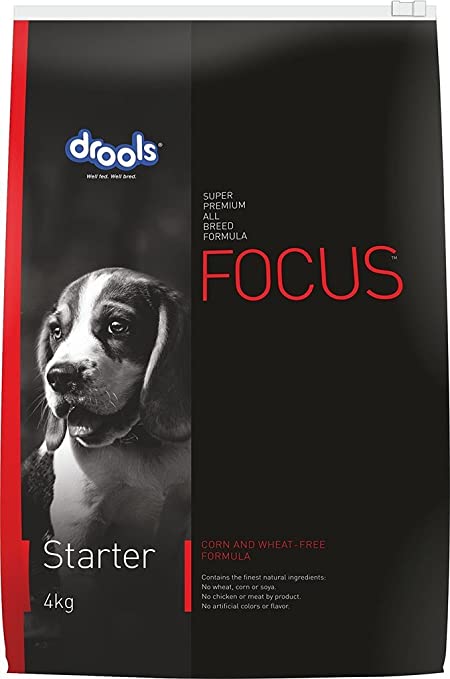 drools®
Well fed. Well bred.
SUPER
PREMIUM
ALL
BREED
FORMULA
FOCUS™
Starter
4kg
CORN AND WHEAT-FREE
FORMULA
Contains the finest natural ingredients:
No wheat, corn or soya.
No chicken or meat by product.
No artificial colors or flavor.